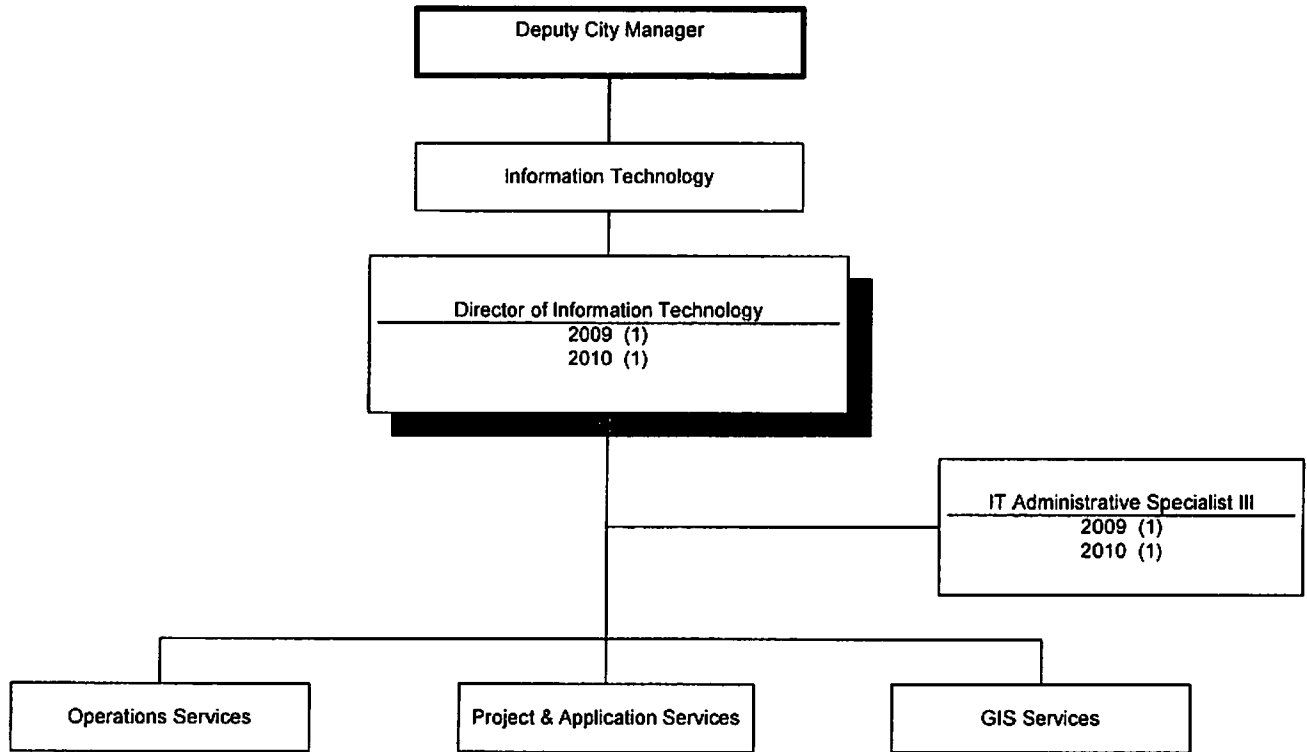 Deputy City Manager
Information Technology
Director of Information Technology
2009 (1)
2010 (1)
IT Administrative Specialist III
2009 (1)
2010 (1)
Operations Services
Project & Application Services
GIS Services